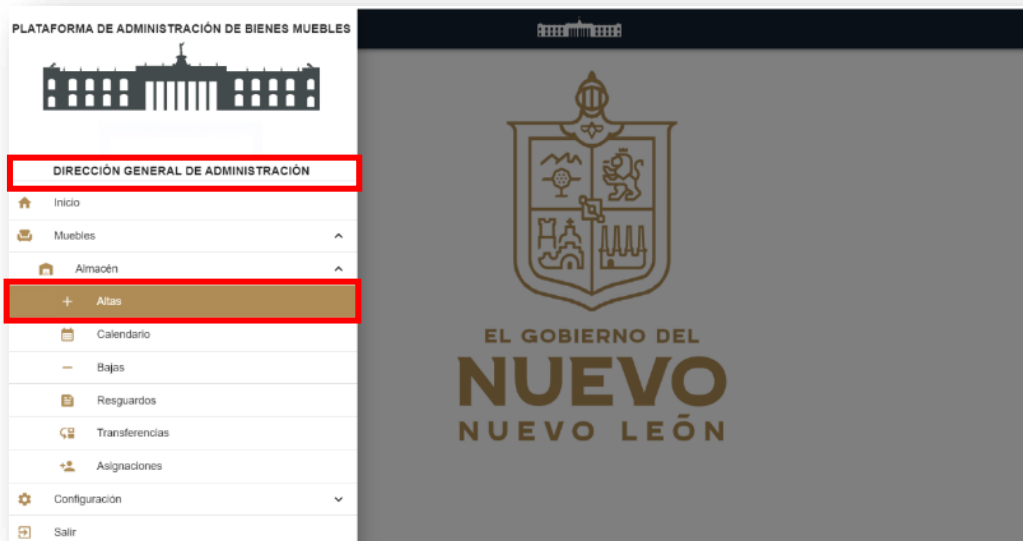 PLATAFORMA DE ADMINISTRACIÓN DE BIENES MUEBLES
DIRECCIÓN GENERAL DE ADMINISTRACIÓN
Inicio
Muebles
Almacén
Altas
Calendario
Bajas
Resguardos
Transferencias
Asignaciones
Configuración
Salir
EL GOBIERNO DEL
NUEVO
NUEVO LEÓN